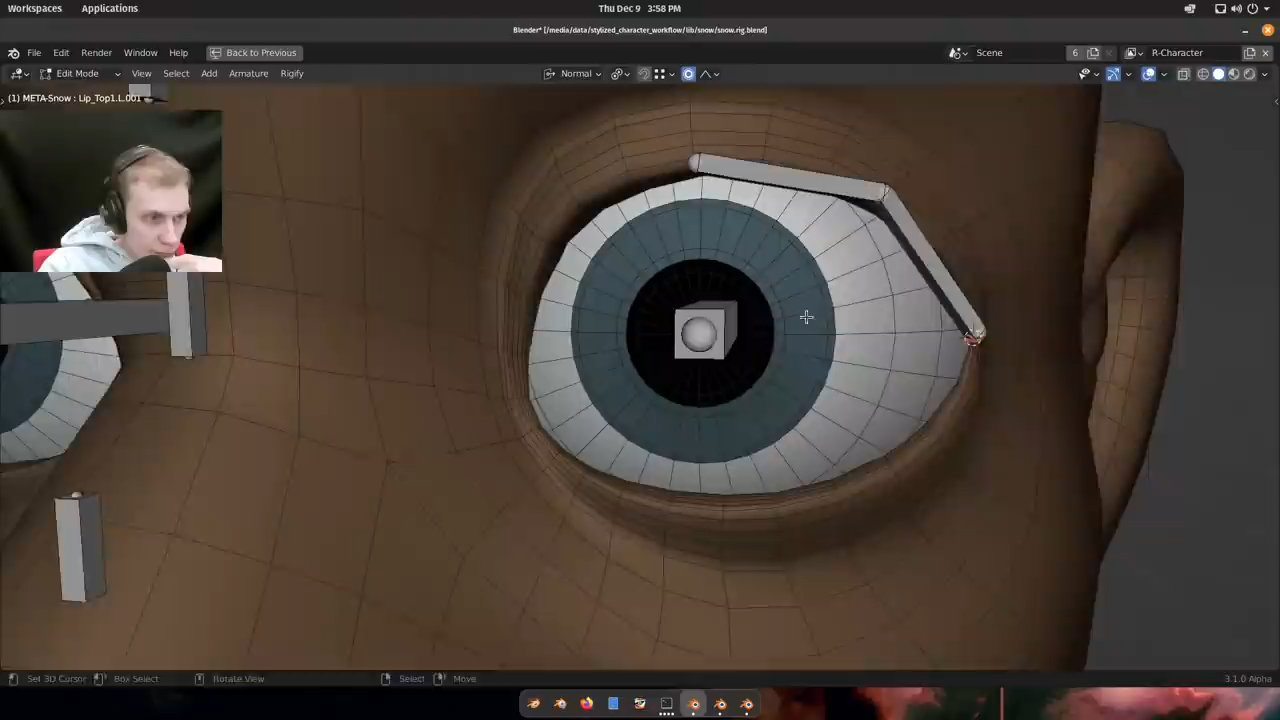 Workspaces Applications Thu Dec 9 3:58 PM
Blender* [/media/data/stylized_character_workflow/lib/snow/snow.rig.blend]
File Edit Render Window Help Back to Previous Scene 6 R-Character
Edit Mode View Select Add Armature Rigify Normal
(1) META-Snow : Lip_Top1.L.001
Set 3D Cursor Box Select Rotate View Select Move 3.1.0 Alpha